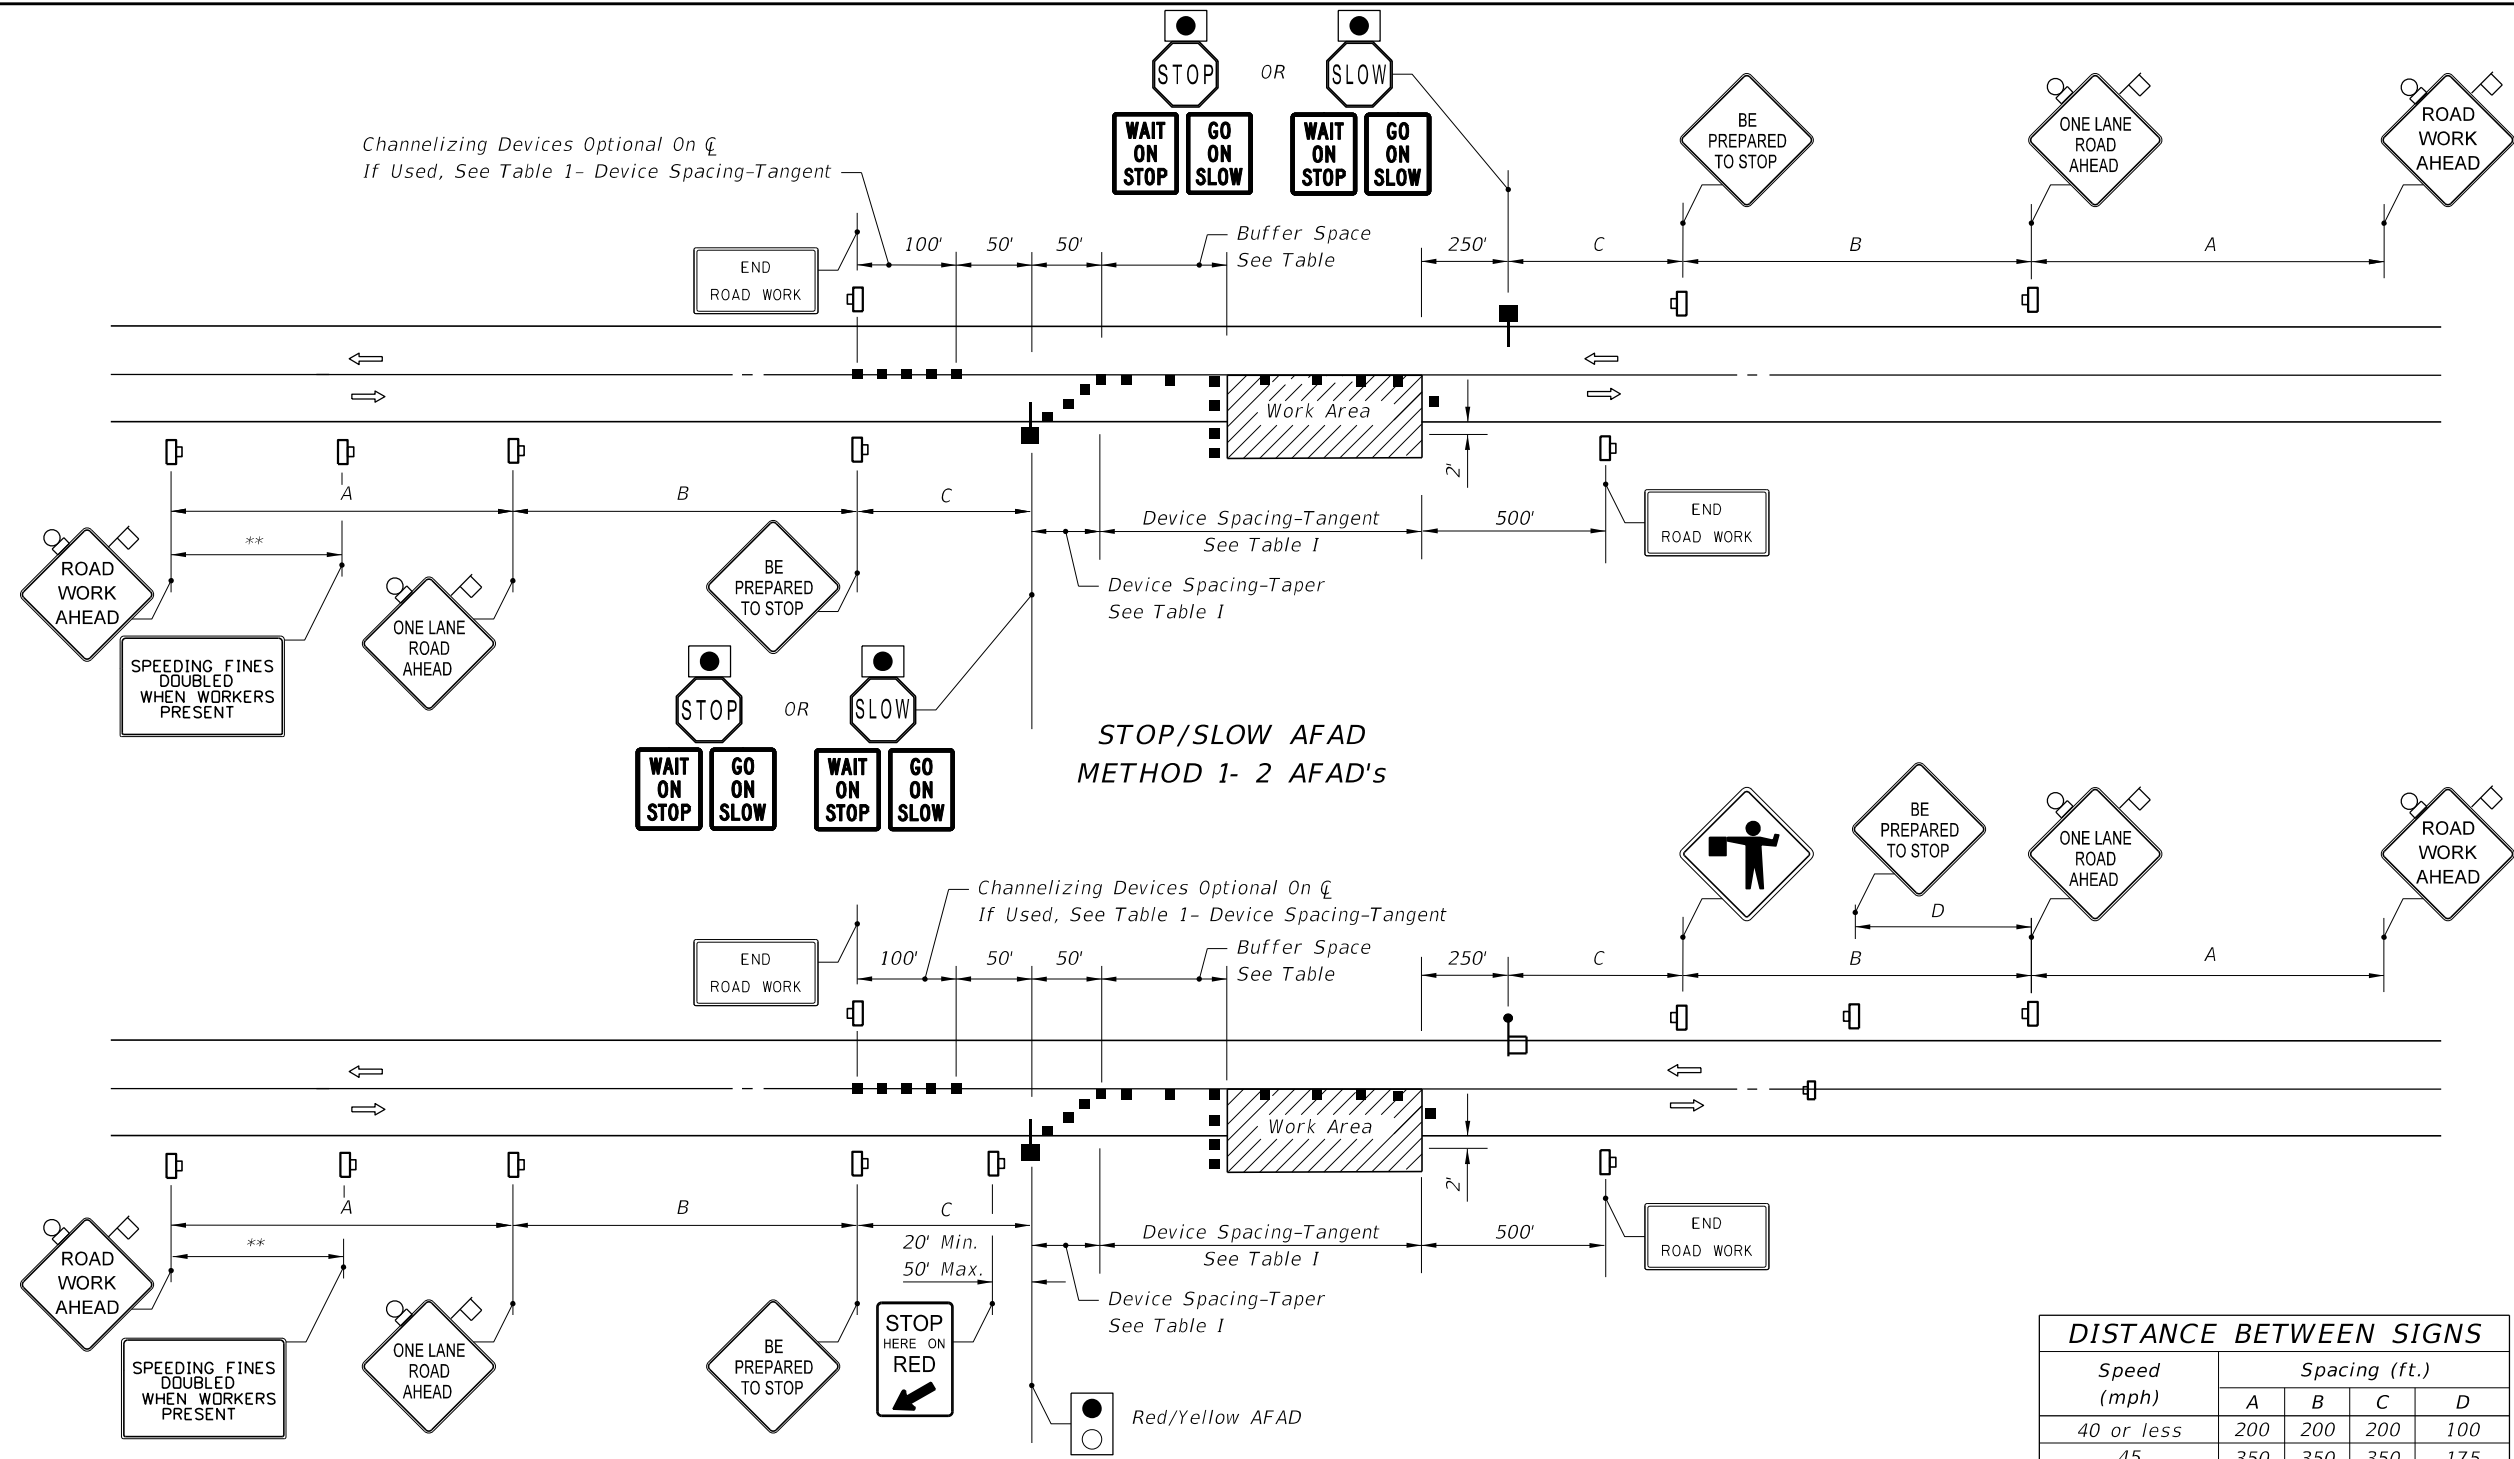 STOP
OR
SLOW
WAIT
ON
STOP
GO
ON
SLOW
WAIT
ON
STOP
GO
ON
SLOW
BE
PREPARED
TO STOP
ONE LANE
ROAD
AHEAD
ROAD
WORK
AHEAD
Channelizing Devices Optional On ℄
If Used, See Table 1- Device Spacing-Tangent
END
ROAD WORK
100' 50' 50'
Buffer Space
See Table
250' C B A
Work Area
2'
A B C
**
Device Spacing-Tangent
See Table I
500'
END
ROAD WORK
Device Spacing-Taper
See Table I
ROAD
WORK
AHEAD
SPEEDING FINES
DOUBLED
WHEN WORKERS
PRESENT
ONE LANE
ROAD
AHEAD
BE
PREPARED
TO STOP
STOP
OR
SLOW
WAIT
ON
STOP
GO
ON
SLOW
WAIT
ON
STOP
GO
ON
SLOW
STOP/SLOW AFAD
METHOD 1- 2 AFAD's
BE
PREPARED
TO STOP
ONE LANE
ROAD
AHEAD
ROAD
WORK
AHEAD
Channelizing Devices Optional On ℄
If Used, See Table 1- Device Spacing-Tangent
END
ROAD WORK
100' 50' 50'
Buffer Space
See Table
D
250' C B A
Work Area
2'
A B C
**
20' Min.
50' Max.
Device Spacing-Tangent
See Table I
500'
END
ROAD WORK
Device Spacing-Taper
See Table I
ROAD
WORK
AHEAD
SPEEDING FINES
DOUBLED
WHEN WORKERS
PRESENT
ONE LANE
ROAD
AHEAD
BE
PREPARED
TO STOP
STOP
HERE ON
RED
Red/Yellow AFAD
DISTANCE BETWEEN SIGNS
Speed
(mph)
Spacing (ft.)
A B C D
40 or less 200 200 200 100
45 350 350 350 175